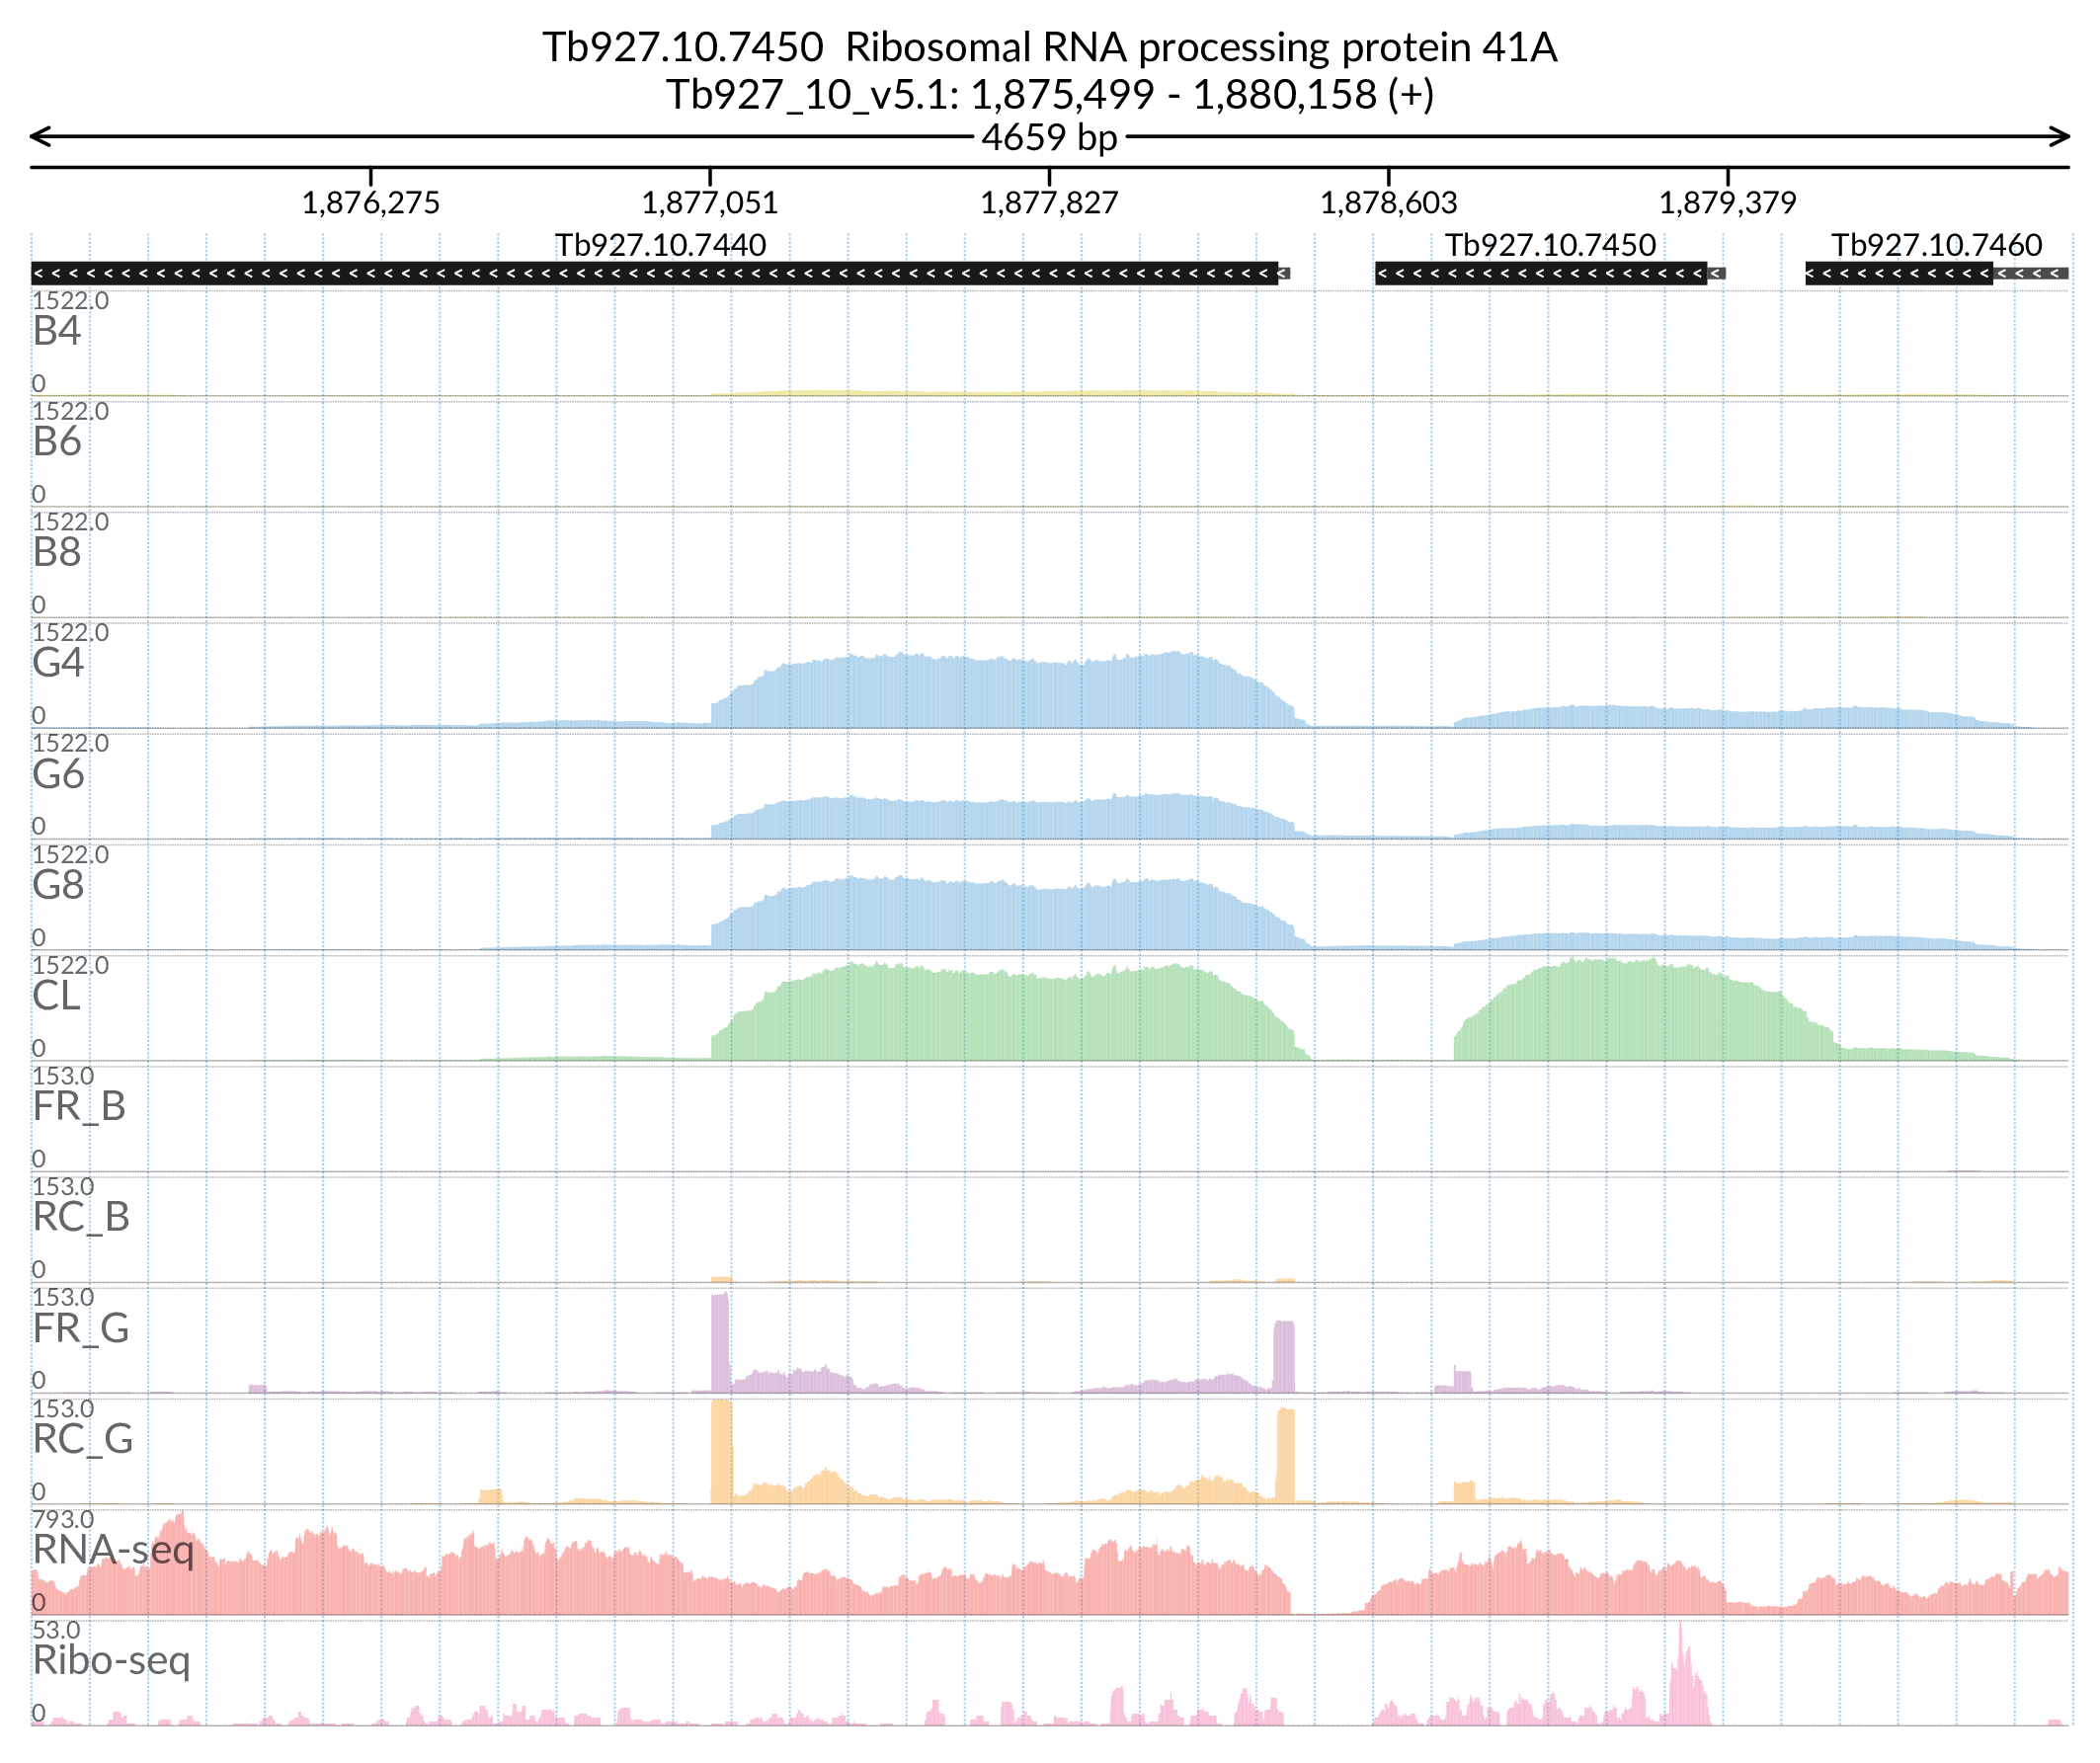 Tb927.10.7450 Ribosomal RNA processing protein 41A
Tb927_10_v5.1: 1,875,499 - 1,880,158 (+)
4659 bp
1,876,275 1,877,051 1,877,827 1,878,603 1,879,379
Tb927.10.7440 Tb927.10.7450 Tb927.10.7460
1522.0
B4
0
1522.0
B6
0
1522.0
B8
0
1522.0
G4
0
1522.0
G6
0
1522.0
G8
0
1522.0
CL
0
153.0
FR_B
0
153.0
RC_B
0
153.0
FR_G
0
153.0
RC_G
0
793.0
RNA-seq
0
53.0
Ribo-seq
0